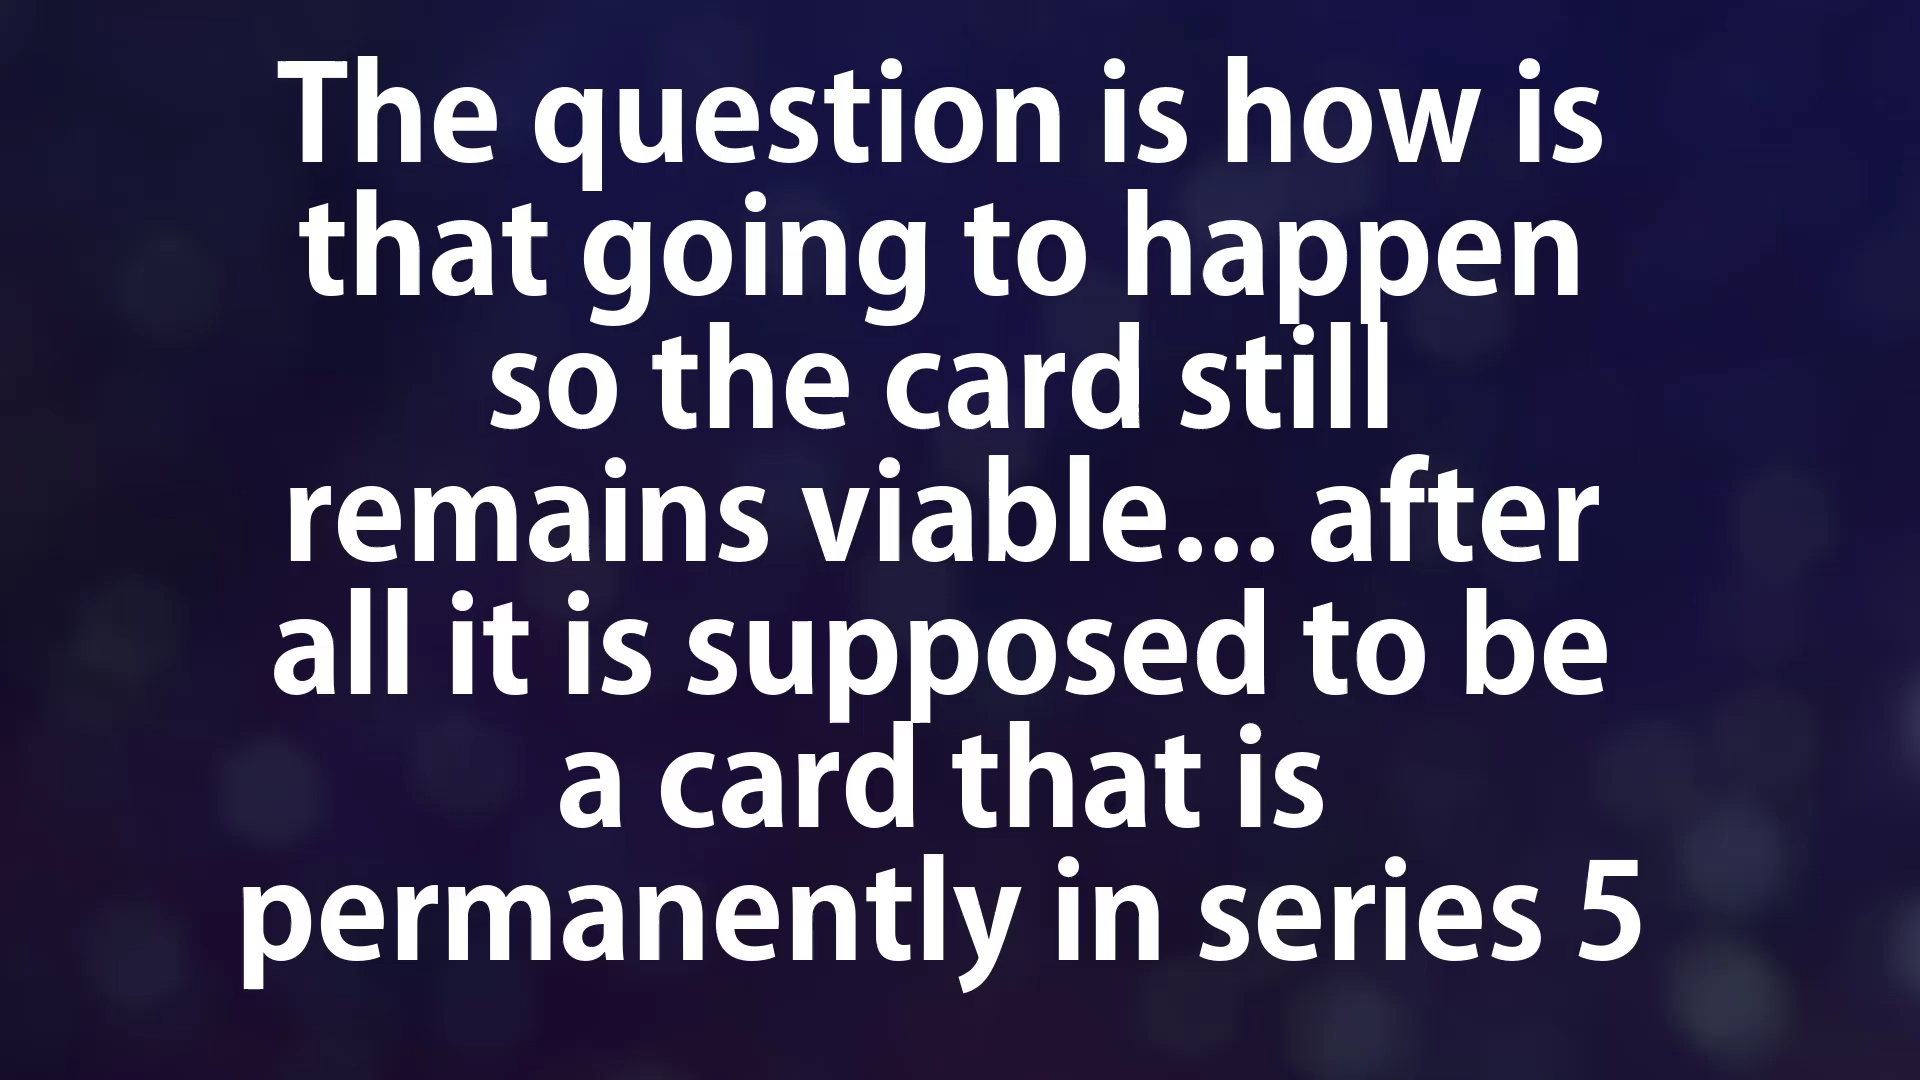 The question is how is
that going to happen
so the card still
remains viable... after
all it is supposed to be
a card that is
permanently in series 5